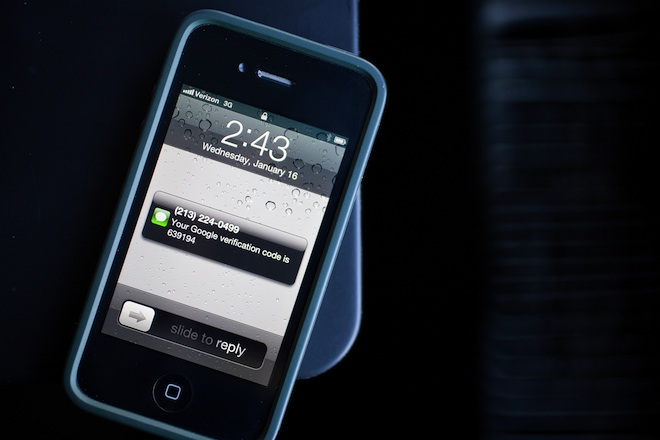 Verizon 3G
2:43
Wednesday, January 16
(213) 224-0499
Your Google verification code is
639194
slide to reply